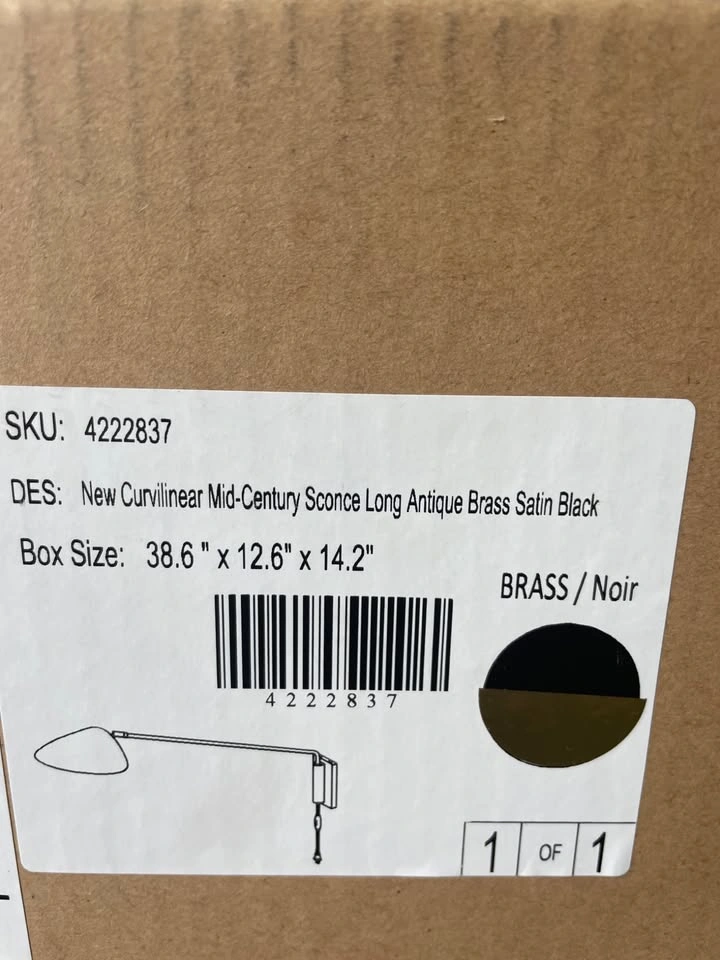 SKU: 4222837
DES: New Curvilinear Mid-Century Sconce Long Antique Brass Satin Black
Box Size: 38.6 " x 12.6" x 14.2"
BRASS / Noir
4222837
1 OF 1